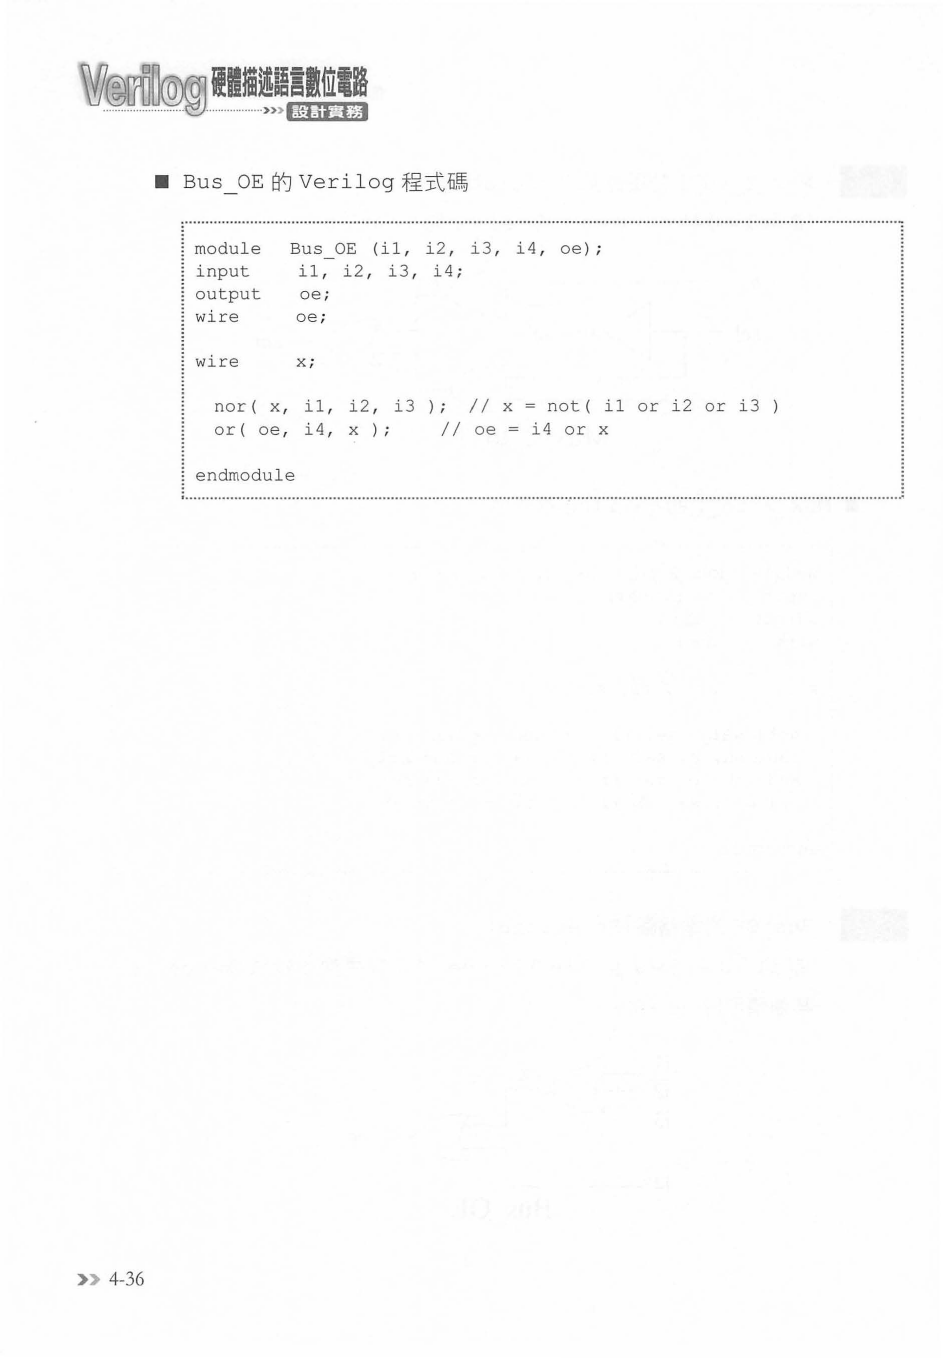 Verilog 硬體描述語言數位電路
設計實務
■ Bus_OE 的 Verilog 程式碼
module Bus_OE (i1, i2, i3, i4, oe);
input i1, i2, i3, i4;
output oe;
wire oe;
wire x;
nor( x, i1, i2, i3 ); // x = not( i1 or i2 or i3 )
or( oe, i4, x ); // oe = i4 or x
endmodule
4-36